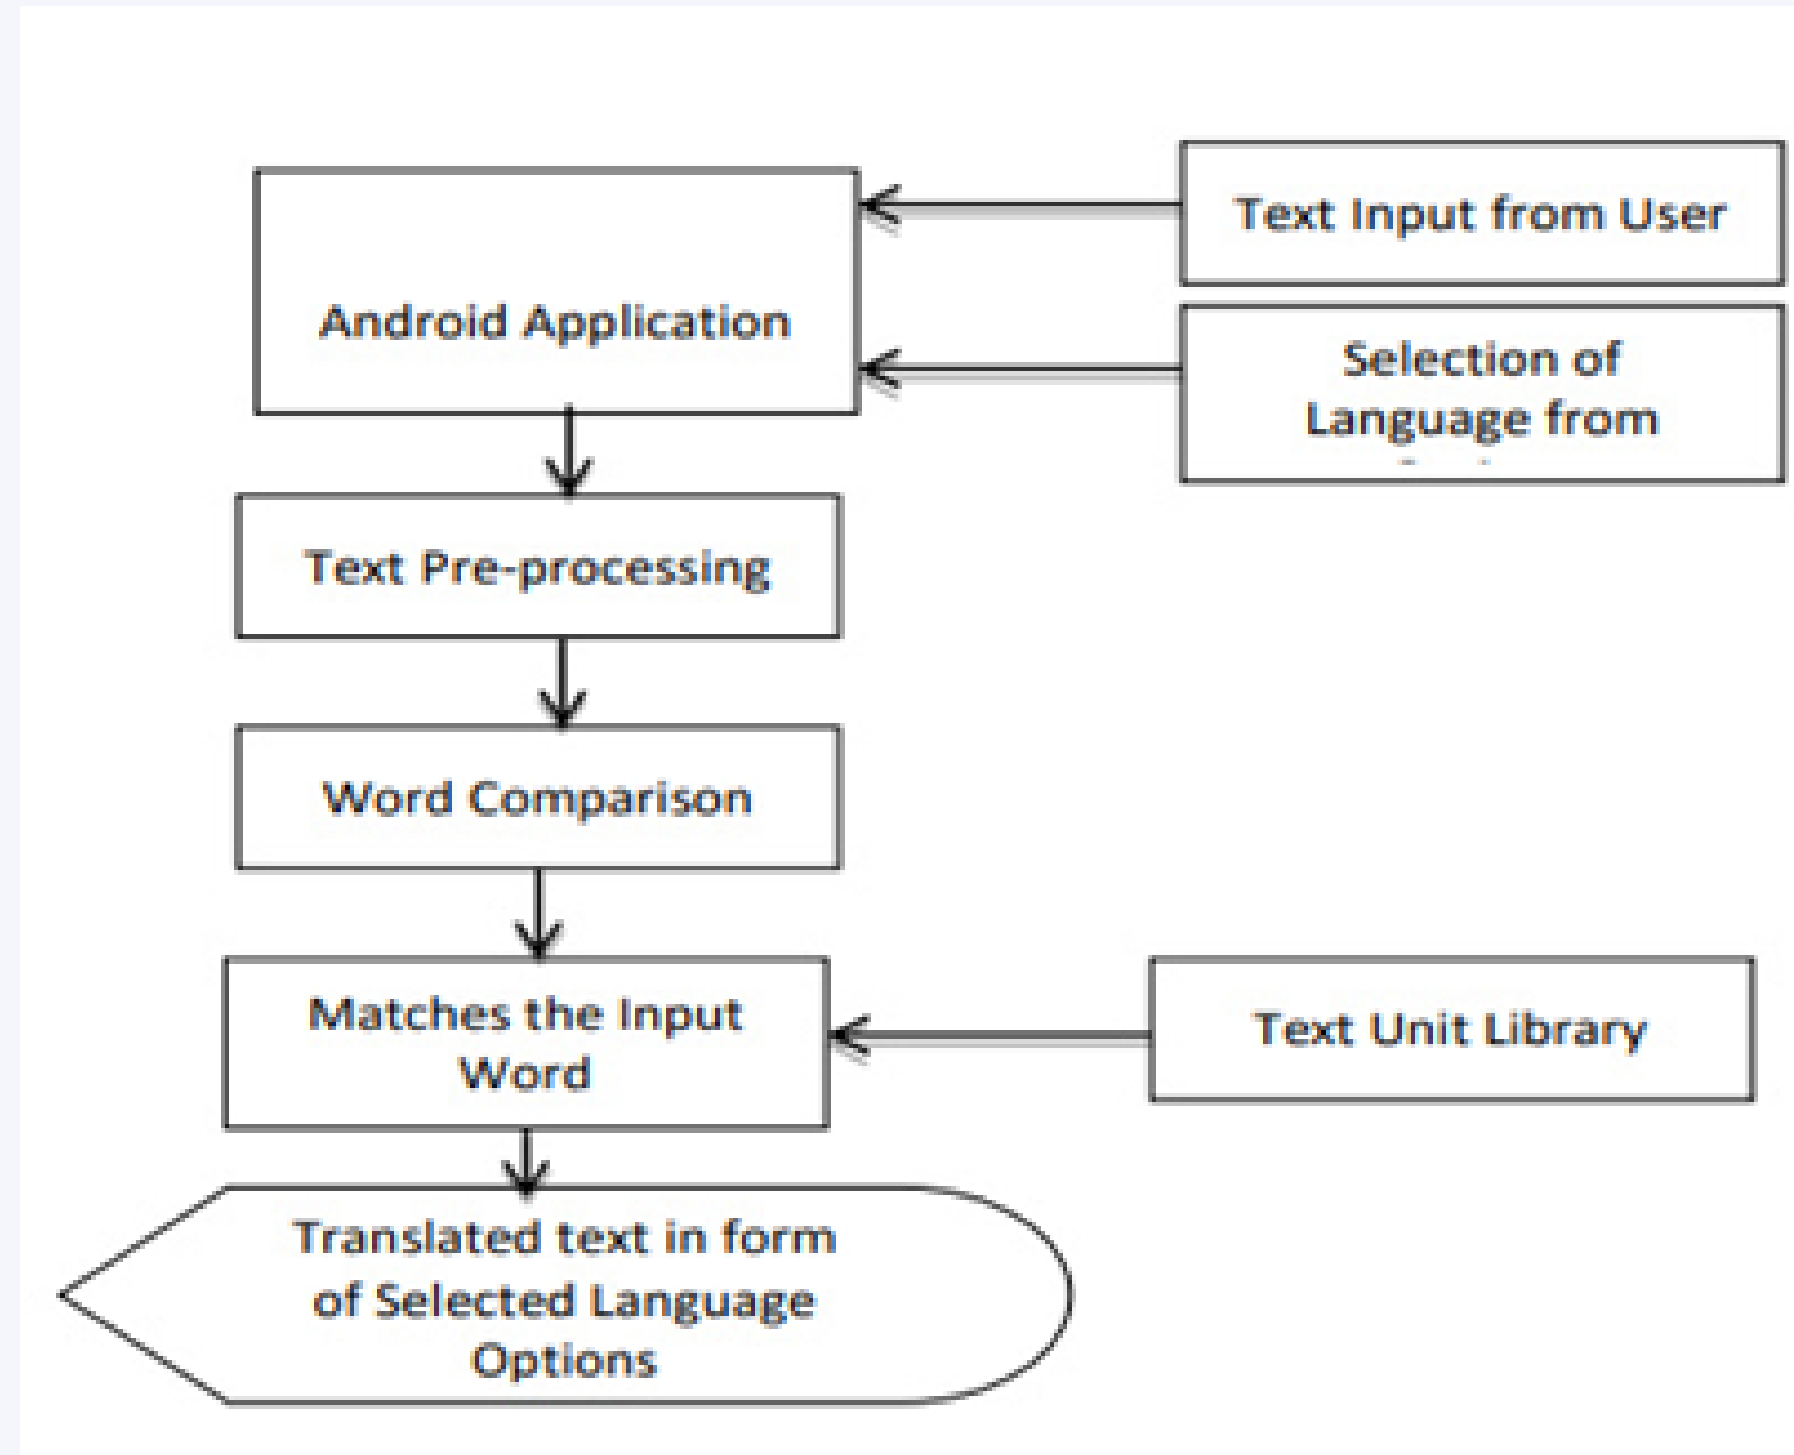 Text Input from User
Android Application
Selection of
Language from
Text Pre-processing
Word Comparison
Matches the Input
Word
Text Unit Library
Translated text in form
of Selected Language
Options